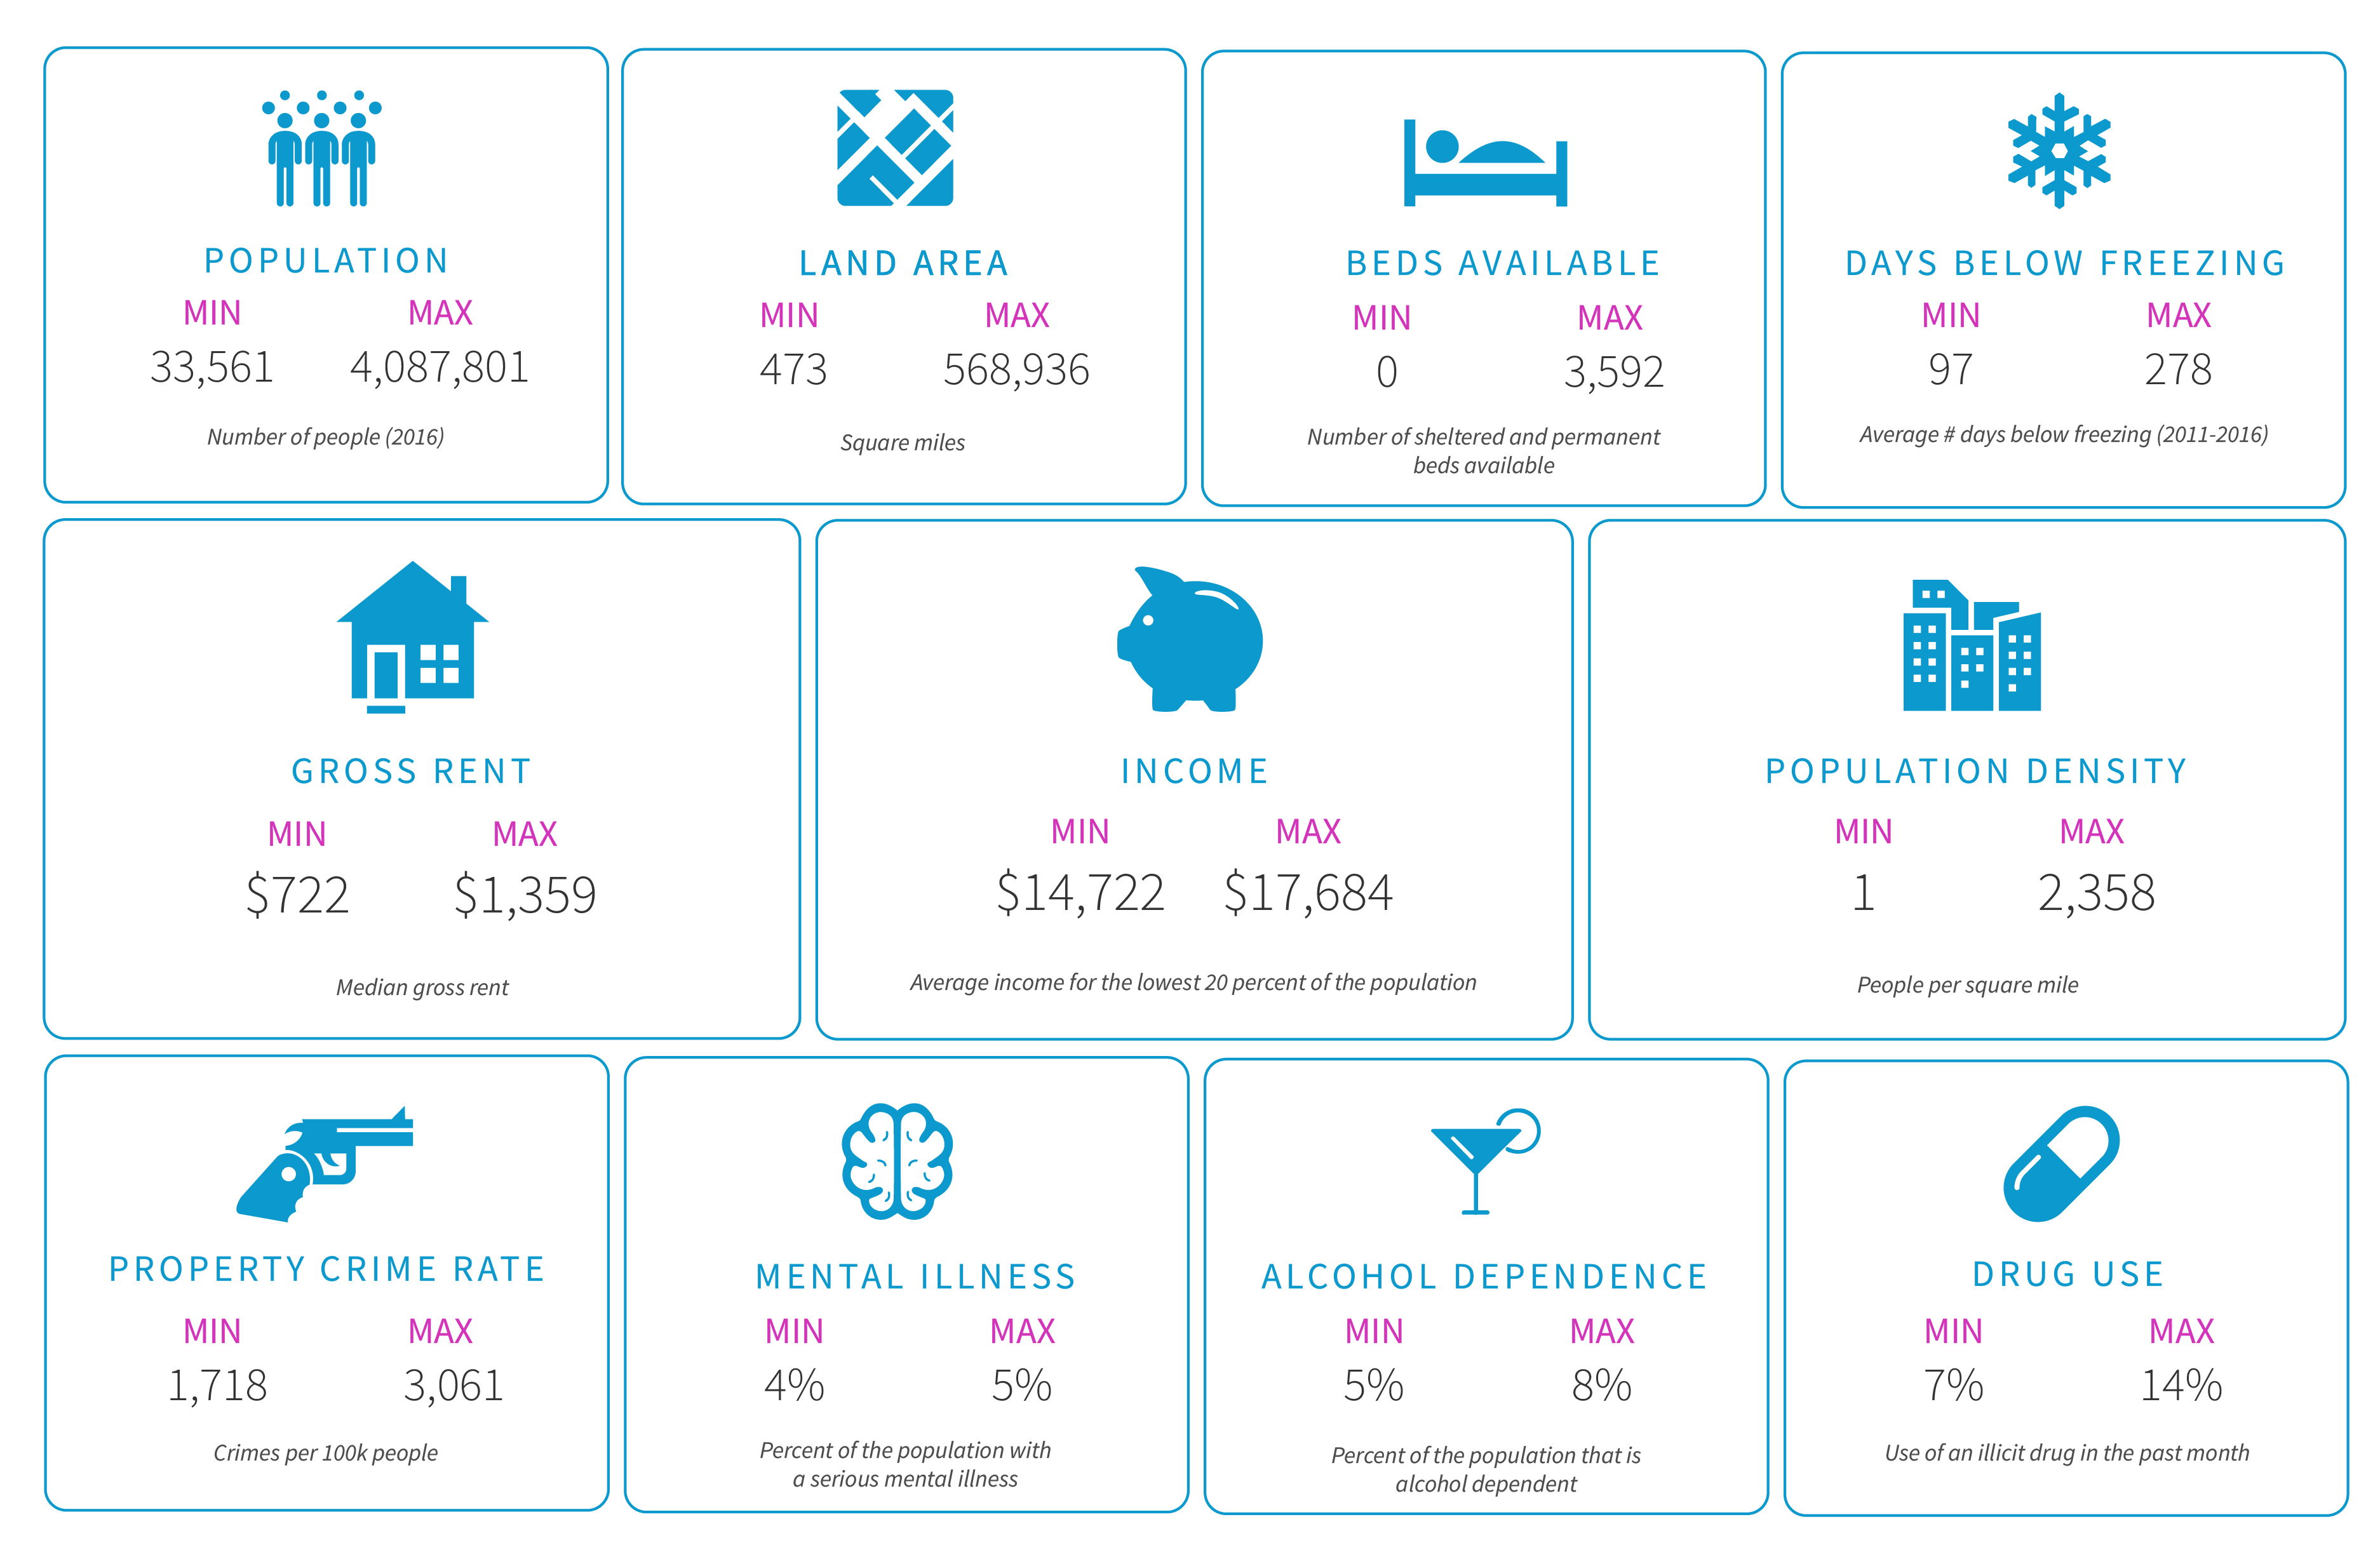 POPULATION
MIN MAX
33,561 4,087,801
Number of people (2016)
LAND AREA
MIN MAX
473 568,936
Square miles
BEDS AVAILABLE
MIN MAX
0 3,592
Number of sheltered and permanent
beds available
DAYS BELOW FREEZING
MIN MAX
97 278
Average # days below freezing (2011-2016)
GROSS RENT
MIN MAX
$722 $1,359
Median gross rent
INCOME
MIN MAX
$14,722 $17,684
Average income for the lowest 20 percent of the population
POPULATION DENSITY
MIN MAX
1 2,358
People per square mile
PROPERTY CRIME RATE
MIN MAX
1,718 3,061
Crimes per 100k people
MENTAL ILLNESS
MIN MAX
4% 5%
Percent of the population with
a serious mental illness
ALCOHOL DEPENDENCE
MIN MAX
5% 8%
Percent of the population that is
alcohol dependent
DRUG USE
MIN MAX
7% 14%
Use of an illicit drug in the past month